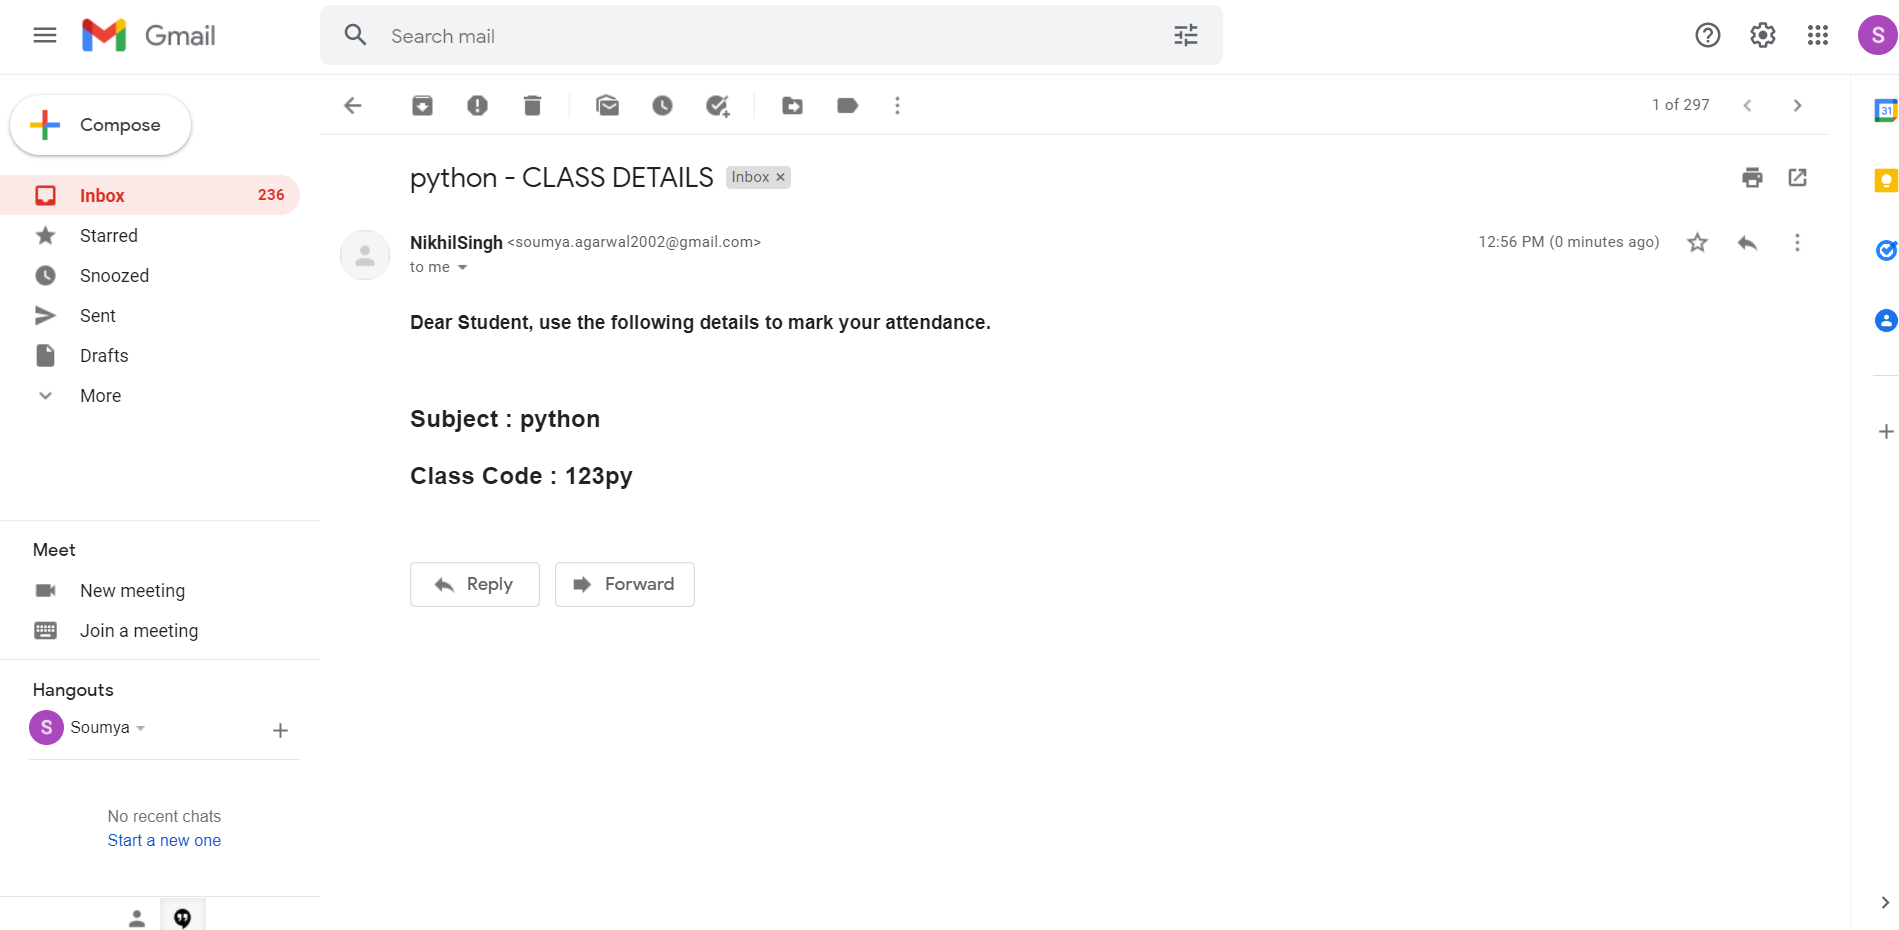 Gmail
Search mail
S
Compose
1 of 297
Inbox 236
Starred
Snoozed
Sent
Drafts
More
python - CLASS DETAILS Inbox ×
NikhilSingh <soumya.agarwal2002@gmail.com> 12:56 PM (0 minutes ago)
to me
Dear Student, use the following details to mark your attendance.
Subject : python
Class Code : 123py
Reply Forward
Meet
New meeting
Join a meeting
Hangouts
S Soumya
No recent chats
Start a new one
31